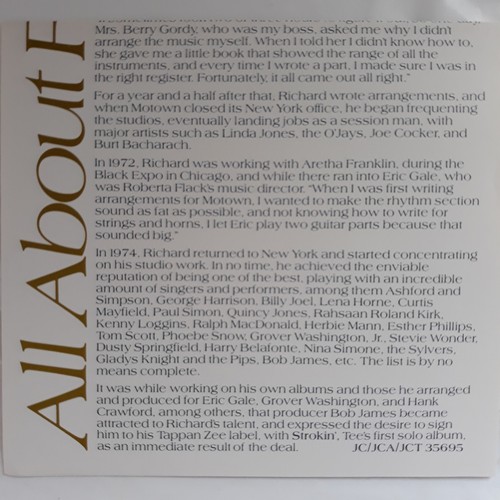 All About
Mrs. Berry Gordy, who was my boss, asked me why I didn't
arrange the music myself. When I told her I didn't know how to,
she gave me a little book that showed the range of all the
instruments, and every time I wrote a part, I made sure I was in
the right register. Fortunately, it all came out all right."
For a year and a half after that, Richard wrote arrangements, and
when Motown closed its New York office, he began frequenting
the studios, eventually landing jobs as a session man, with
major artists such as Linda Jones, the O'Jays, Joe Cocker, and
Burt Bacharach.
In 1972, Richard was working with Aretha Franklin, during the
Black Expo in Chicago, and while there ran into Eric Gale, who
was Roberta Flack's music director. "When I was first writing
arrangements for Motown, I wanted to make the rhythm section
sound as fat as possible, and not knowing how to write for
strings and horns, I let Eric play two guitar parts because that
sounded big."
In 1974, Richard returned to New York and started concentrating
on his studio work. In no time, he achieved the enviable
reputation of being one of the best, playing with an incredible
amount of singers and performers, among them Ashford and
Simpson, George Harrison, Billy Joel, Lena Horne, Curtis
Mayfield, Paul Simon, Quincy Jones, Rahsaan Roland Kirk,
Kenny Loggins, Ralph MacDonald, Herbie Mann, Esther Phillips,
Tom Scott, Phoebe Snow, Grover Washington, Jr., Stevie Wonder,
Dusty Springfield, Harry Belafonte, Nina Simone, the Sylvers,
Gladys Knight and the Pips, Bob James, etc. The list is by no
means complete.
It was while working on his own albums and those he arranged
and produced for Eric Gale, Grover Washington, and Hank
Crawford, among others, that producer Bob James became
attracted to Richard's talent, and expressed the desire to sign
him to his Tappan Zee label, with Strokin', Tee's first solo album,
as an immediate result of the deal. JC/JCA/JCT 35695